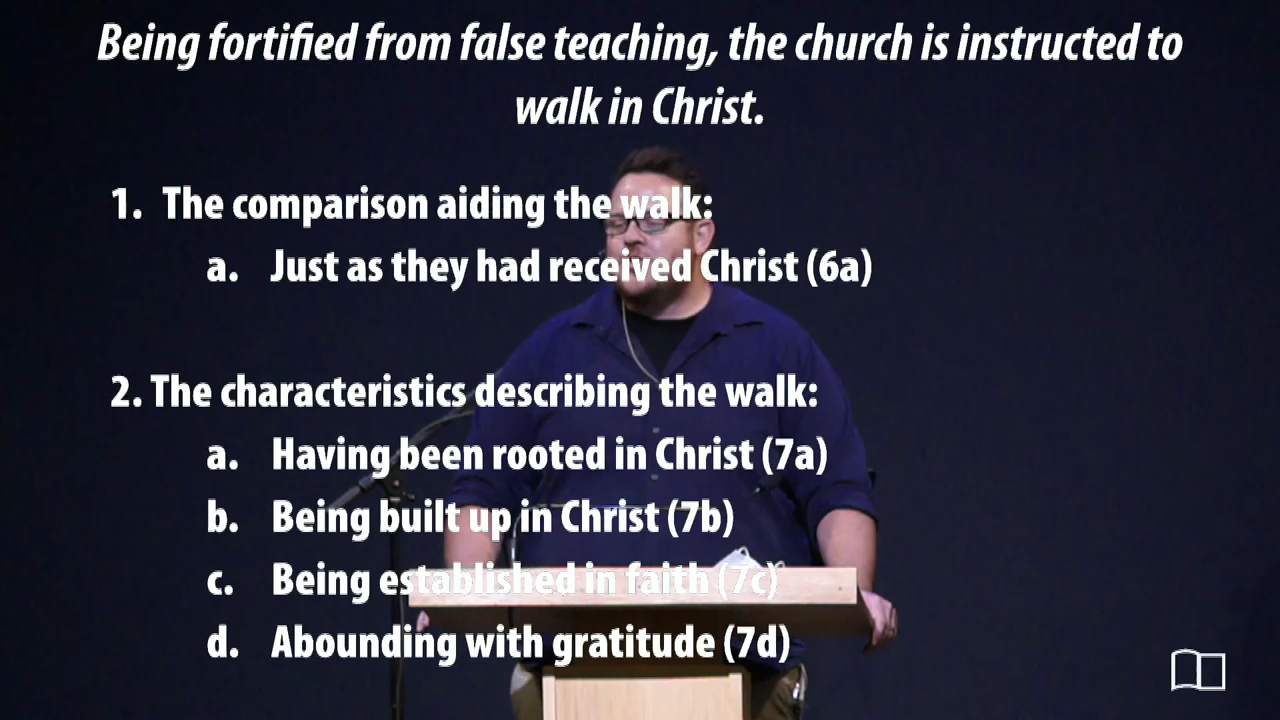 Being fortified from false teaching, the church is instructed to
walk in Christ.
1. The comparison aiding the walk:
a. Just as they had received Christ (6a)
2. The characteristics describing the walk:
a. Having been rooted in Christ (7a)
b. Being built up in Christ (7b)
c. Being established in faith (7c)
d. Abounding with gratitude (7d)